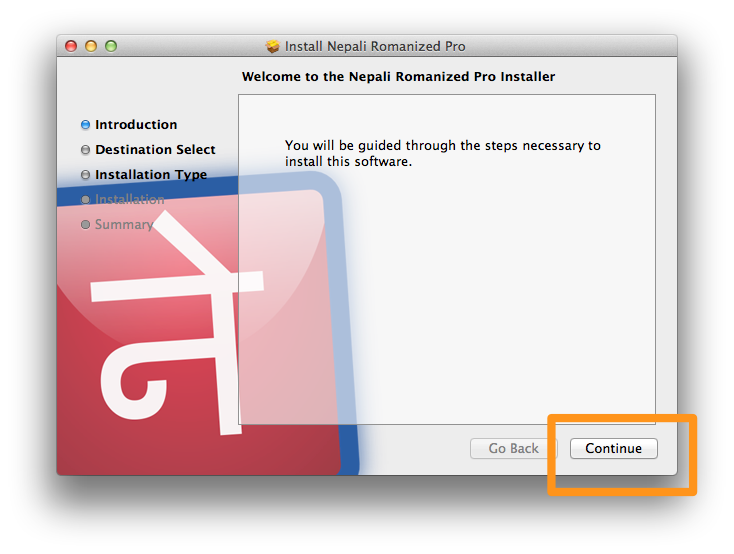 Install Nepali Romanized Pro
Welcome to the Nepali Romanized Pro Installer
Introduction
Destination Select
Installation Type
Installation
Summary
You will be guided through the steps necessary to
install this software.
ने
Go Back
Continue